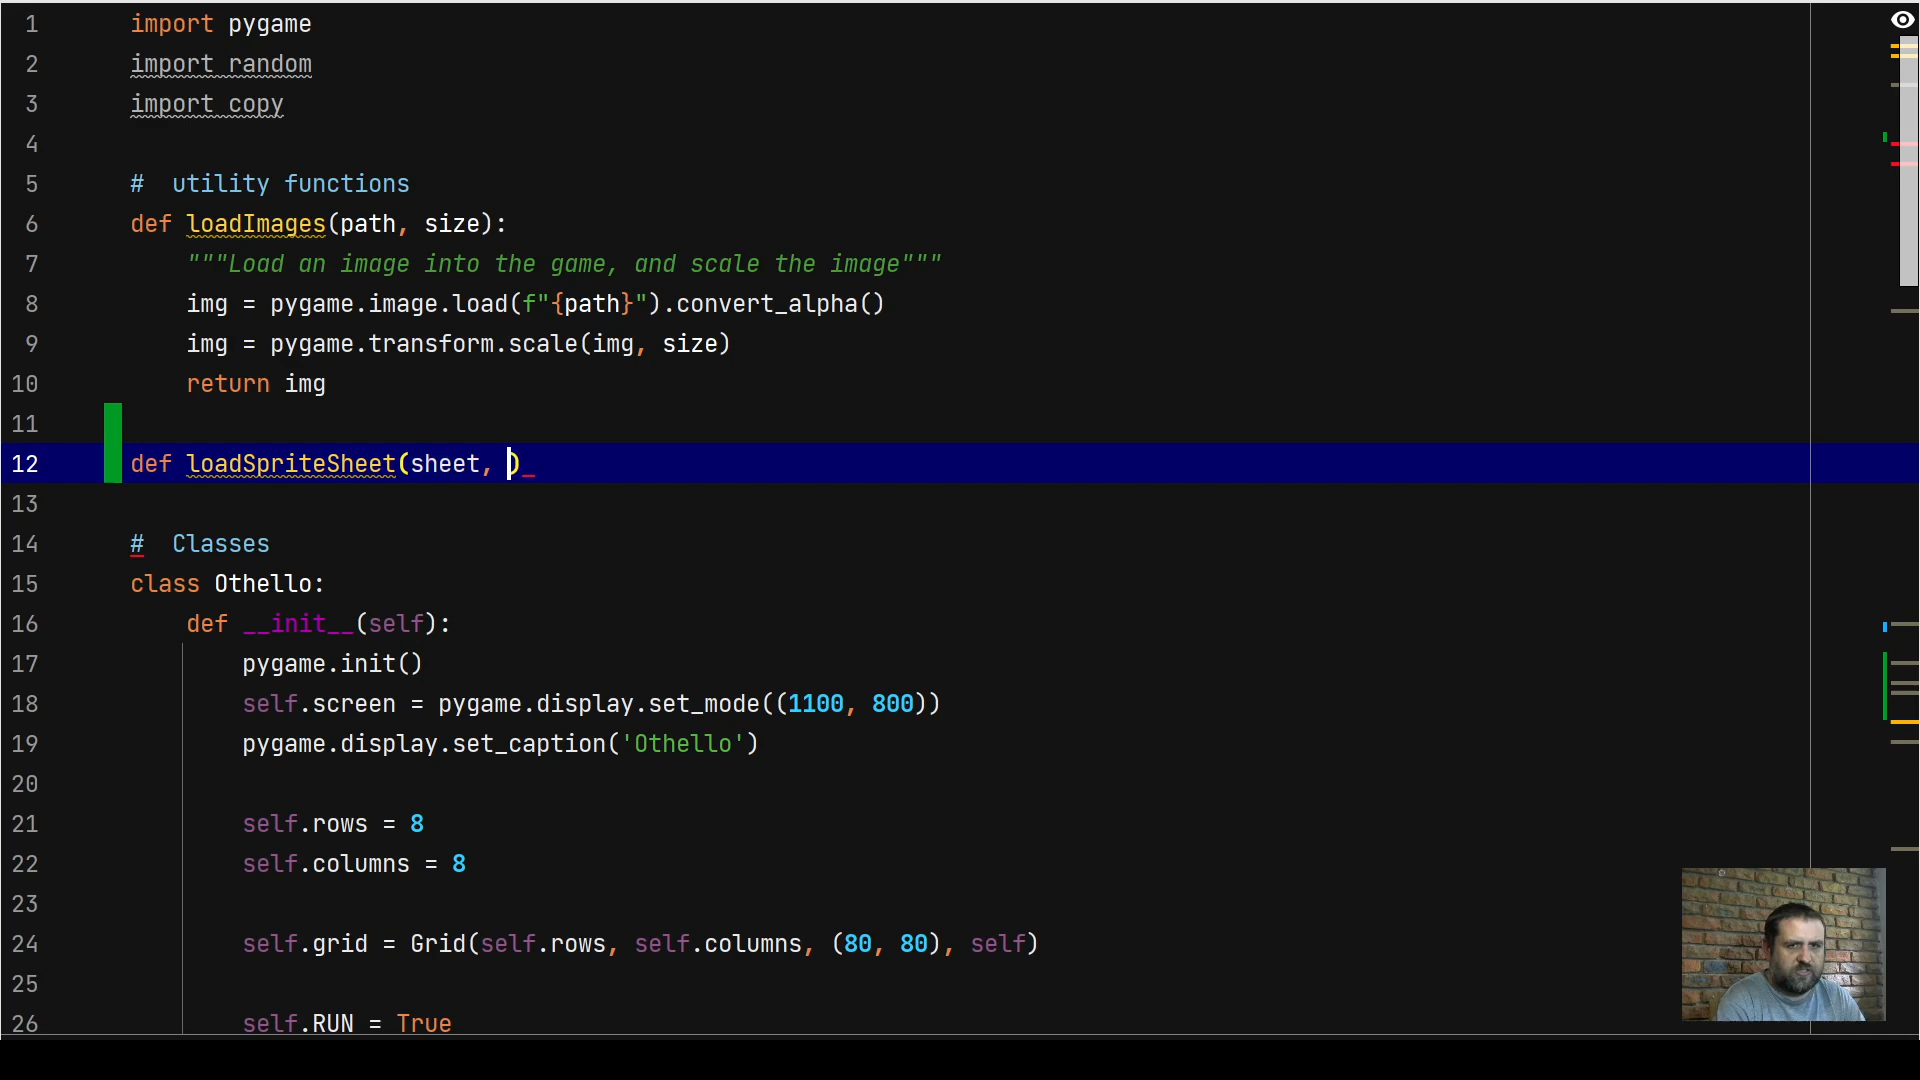 1 import pygame
2 import random
3 import copy
4
5 #  utility functions
6 def loadImages(path, size):
7     """Load an image into the game, and scale the image"""
8     img = pygame.image.load(f"{path}").convert_alpha()
9     img = pygame.transform.scale(img, size)
10     return img
11
12 def loadSpriteSheet(sheet, )
13
14 #  Classes
15 class Othello:
16     def __init__(self):
17         pygame.init()
18         self.screen = pygame.display.set_mode((1100, 800))
19         pygame.display.set_caption('Othello')
20
21         self.rows = 8
22         self.columns = 8
23
24         self.grid = Grid(self.rows, self.columns, (80, 80), self)
25
26         self.RUN = True